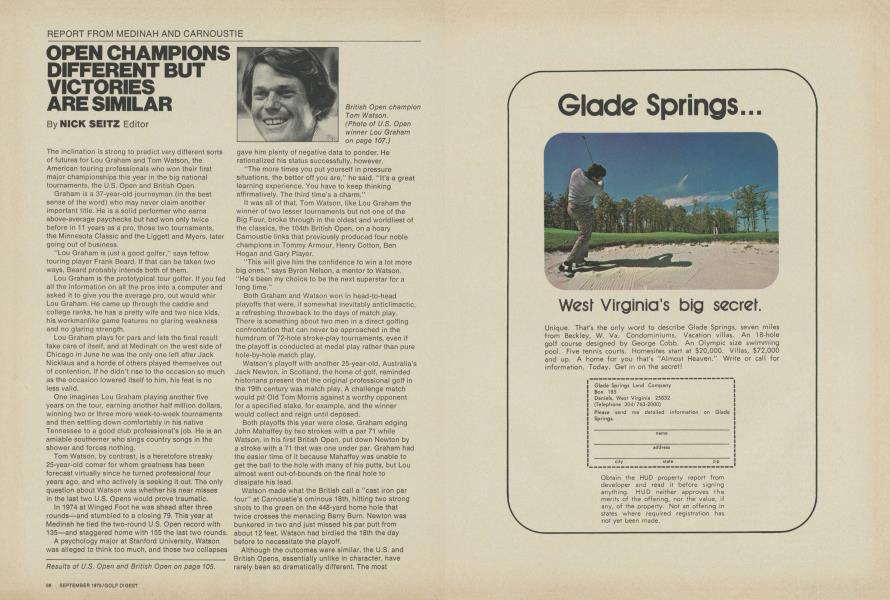 REPORT FROM MEDINAH AND CARNOUSTIE
OPEN CHAMPIONS
DIFFERENT BUT
VICTORIES
ARE SIMILAR
By NICK SEITZ Editor
British Open champion
Tom Watson.
(Photo of U.S. Open
winner Lou Graham
on page 107.)
The inclination is strong to predict very different sorts
of futures for Lou Graham and Tom Watson, the
American touring professionals who won their first
major championships this year in the big national
tournaments, the U.S. Open and British Open.
Graham is a 37-year-old journeyman (in the best
sense of the word) who may never claim another
important title. He is a solid performer who earns
above-average paychecks but had won only twice
before in 11 years as a pro, those two tournaments,
the Minnesota Classic and the Liggett and Myers, later
going out of business.
"Lou Graham is just a good golfer," says fellow
touring player Frank Beard. If that can be taken two
ways, Beard probably intends both of them.
Lou Graham is the prototypical tour golfer. If you fed
all the information on all the pros into a computer and
asked it to give you the average pro, out would whir
Lou Graham. He came up through the caddie and
college ranks, he has a pretty wife and two nice kids,
his workmanlike game features no glaring weakness
and no glaring strength.
Lou Graham plays for pars and lets the final result
take care of itself, and at Medinah on the west side of
Chicago in June he was the only one left after Jack
Nicklaus and a horde of others played themselves out
of contention. If he didn't rise to the occasion so much
as the occasion lowered itself to him, his feat is no
less valid.
One imagines Lou Graham playing another five
years on the tour, earning another half million dollars,
winning two or three more week-to-week tournaments
and then settling down comfortably in his native
Tennessee to a good club professional's job. He is an
amiable southerner who sings country songs in the
shower and forces nothing.
Tom Watson, by contrast, is a heretofore streaky
25-year-old comer for whom greatness has been
forecast virtually since he turned professional four
years ago, and who actively is seeking it out. The only
question about Watson was whether his near misses
in the last two U.S. Opens would prove traumatic.
In 1974 at Winged Foot he was ahead after three
rounds—and stumbled to a closing 79. This year at
Medinah he tied the two-round U.S. Open record with
135—and staggered home with 155 the last two rounds.
A psychology major at Stanford University, Watson
was alleged to think too much, and those two collapses
Results of U.S. Open and British Open on page 105.
gave him plenty of negative data to ponder. He
rationalized his status successfully, however.
"The more times you put yourself in pressure
situations, the better off you are," he said. "It's a great
learning experience. You have to keep thinking
affirmatively. The third time's a charm."
It was all of that. Tom Watson, like Lou Graham the
winner of two lesser tournaments but not one of the
Big Four, broke through in the oldest and worldliest of
the classics, the 104th British Open, on a hoary
Carnoustie links that previously produced four noble
champions in Tommy Armour, Henry Cotton, Ben
Hogan and Gary Player.
"This will give him the confidence to win a lot more
big ones," says Byron Nelson, a mentor to Watson.
"He's been my choice to be the next superstar for a
long time."
Both Graham and Watson won in head-to-head
playoffs that were, if somewhat inevitably anticlimactic,
a refreshing throwback to the days of match play.
There is something about two men in a direct golfing
confrontation that can never be approached in the
humdrum of 72-hole stroke-play tournaments, even if
the playoff is conducted at medal play rather than pure
hole-by-hole match play.
Watson's playoff with another 25-year-old, Australia's
Jack Newton, in Scotland, the home of golf, reminded
historians present that the original professional golf in
the 19th century was match play. A challenge match
would pit Old Tom Morris against a worthy opponent
for a specified stake, for example, and the winner
would collect and reign until deposed.
Both playoffs this year were close, Graham edging
John Mahaffey by two strokes with a par 71 while
Watson, in his first British Open, put down Newton by
a stroke with a 71 that was one under par. Graham had
the easier time of it because Mahaffey was unable to
get the ball to the hole with many of his putts, but Lou
almost went out-of-bounds on the final hole to
dissipate his lead.
Watson made what the British call a "cast iron par
four" at Carnoustie's ominous 18th, hitting two strong
shots to the green on the 448-yard home hole that
twice crosses the menacing Barry Burn. Newton was
bunkered in two and just missed his par putt from
about 12 feet. Watson had birdied the 18th the day
before to necessitate the playoff.
Although the outcomes were similar, the U.S. and
British Opens, essentially unlike in character, have
rarely been so dramatically different. The most
98 SEPTEMBER 1975/GOLF DIGEST
Glade Springs...
West Virginia's big secret.
Unique. That's the only word to describe Glade Springs, seven miles
from Beckley, W. Va. Condominiums. Vacation villas. An 18-hole
golf course designed by George Cobb. An Olympic size swimming
pool. Five tennis courts. Homesites start at $20,000. Villas, $72,000
and up. A home for you that's "Almost Heaven." Write or call for
information. Today. Get in on the secret!
Glade Springs Land Company
Box 185
Daniels, West Virginia 25832
(Telephone 304/763-2000)
Please send me detailed information on Glade
Springs:
name
address
city state zip
Obtain the HUD property report from
developer and read it before signing
anything. HUD neither approves the
merits of the offering, nor the value, if
any, of the property. Not an offering in
states where required registration has
not yet been made.